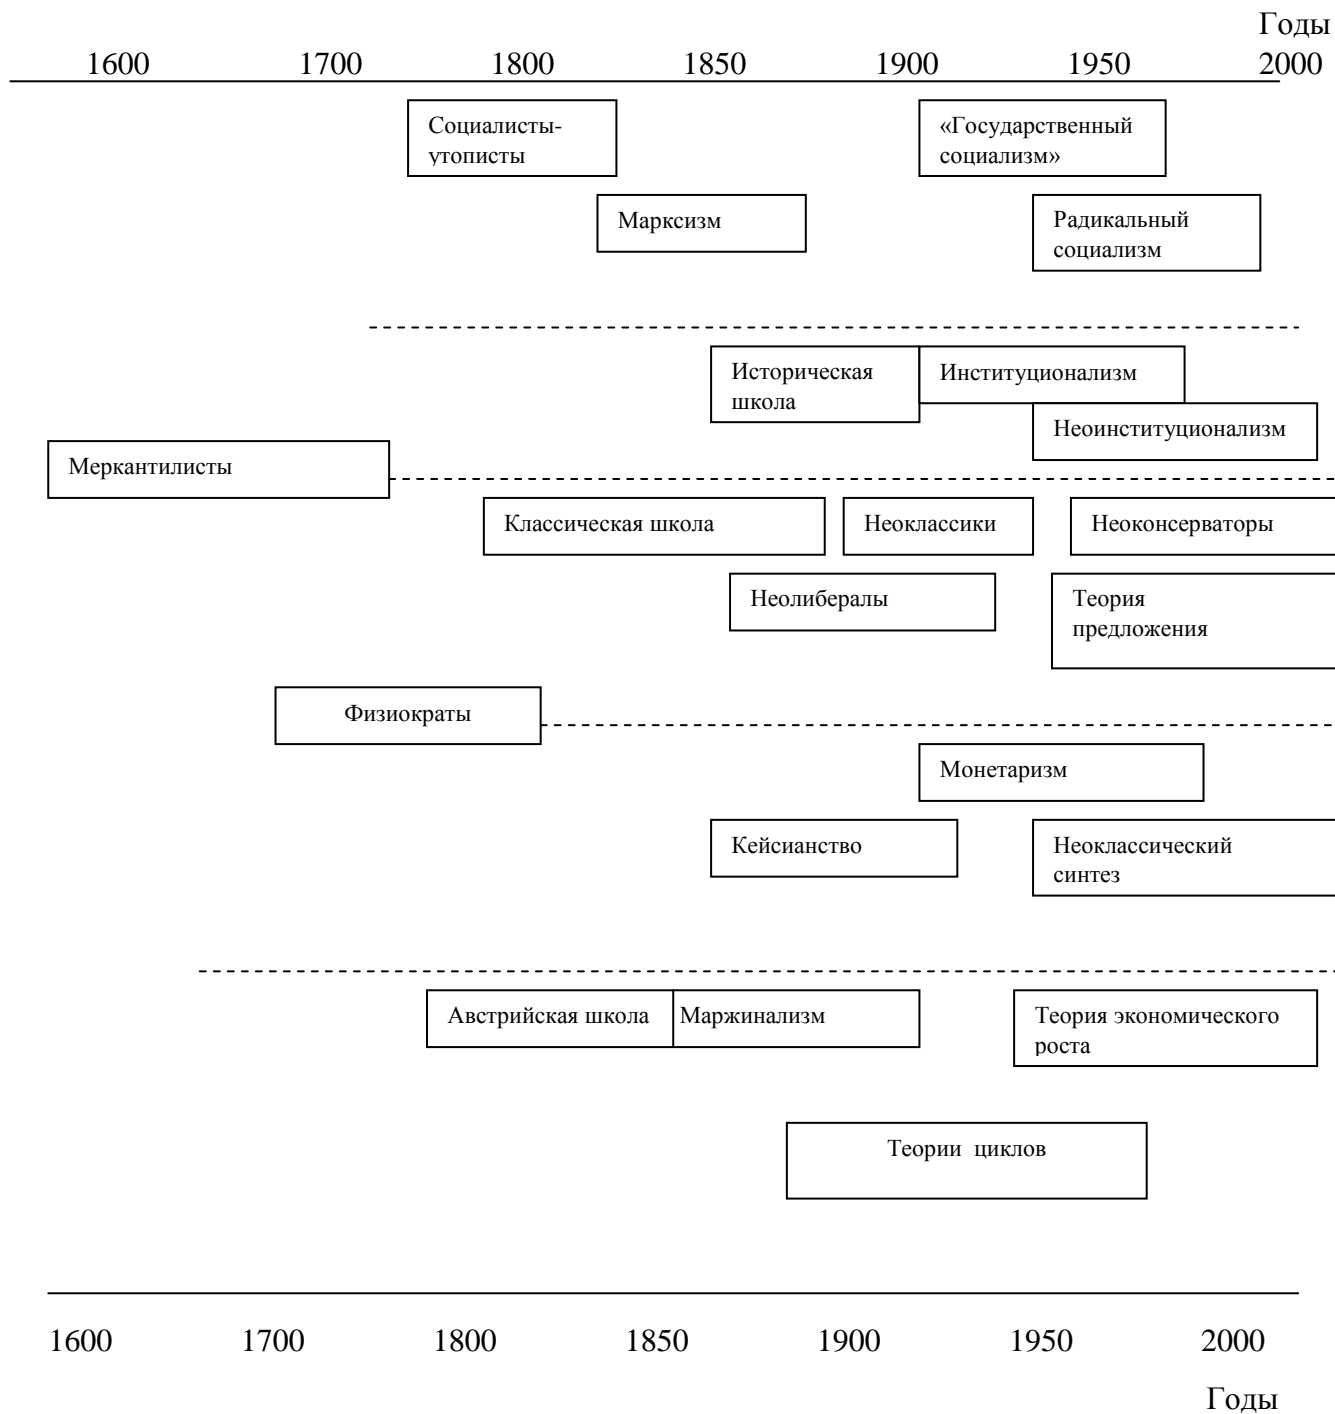 Годы
1600 1700 1800 1850 1900 1950 2000
Социалисты-
утописты
«Государственный
социализм»
Марксизм
Радикальный
социализм
Историческая
школа
Институционализм
Неоинституционализм
Меркантилисты
Классическая школа
Неоклассики
Неоконсерваторы
Неолибералы
Теория
предложения
Физиократы
Монетаризм
Кейсианство
Неоклассический
синтез
Австрийская школа
Маржинализм
Теория экономического
роста
Теории циклов
1600 1700 1800 1850 1900 1950 2000
Годы